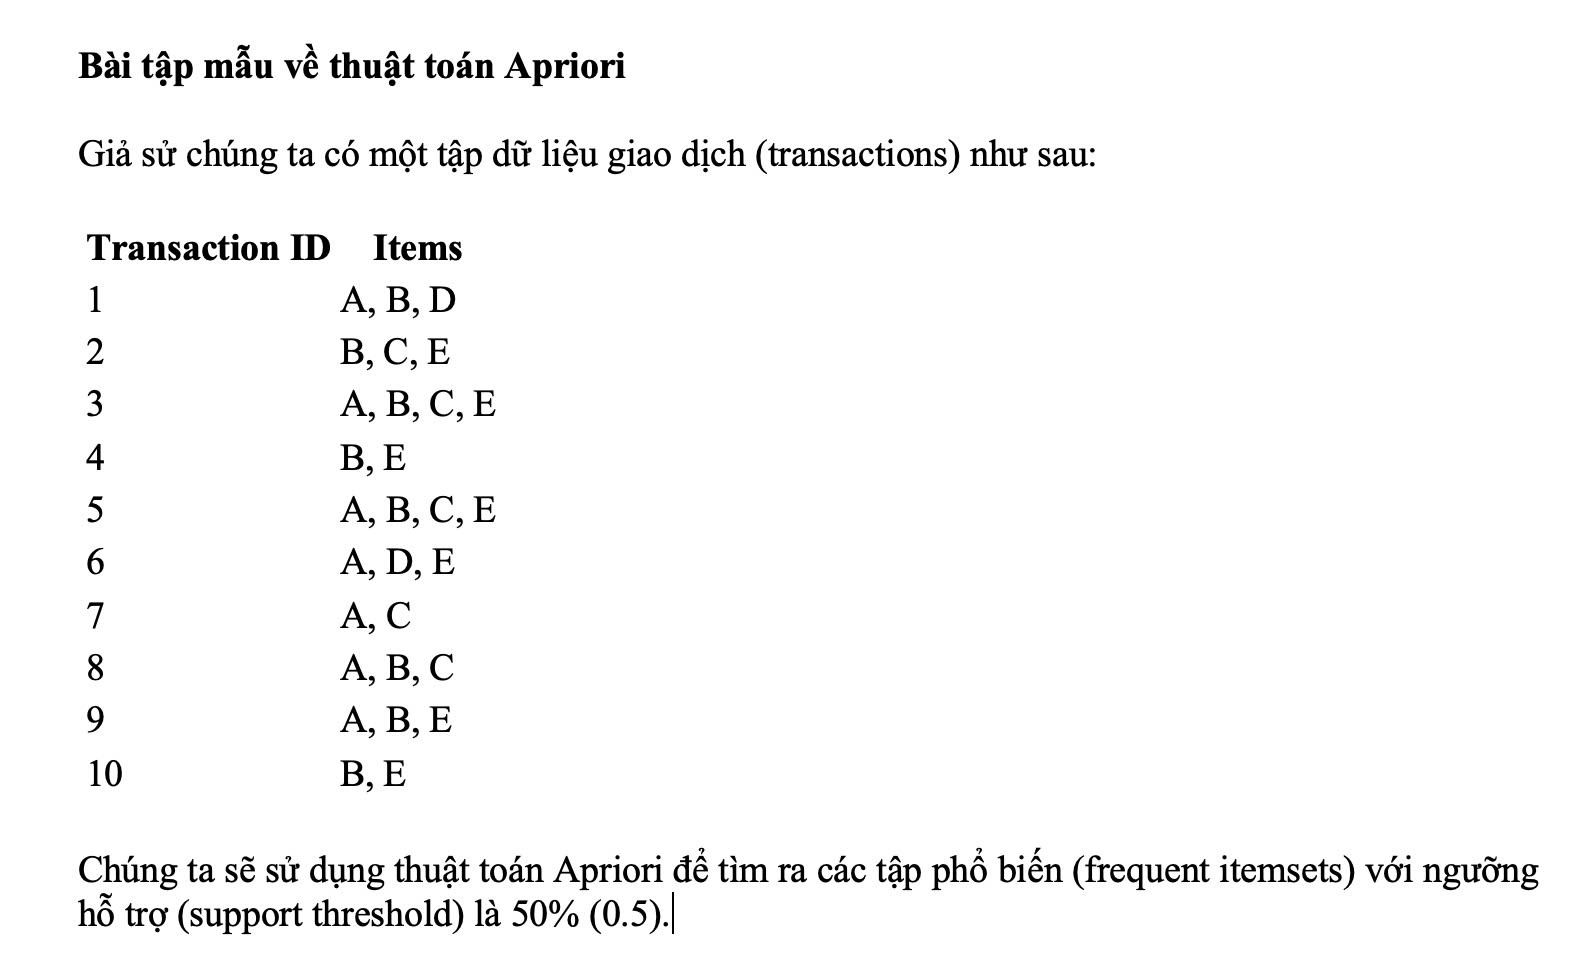 Bài tập mẫu về thuật toán Apriori
Giả sử chúng ta có một tập dữ liệu giao dịch (transactions) như sau:
Transaction ID Items
1 A, B, D
2 B, C, E
3 A, B, C, E
4 B, E
5 A, B, C, E
6 A, D, E
7 A, C
8 A, B, C
9 A, B, E
10 B, E
Chúng ta sẽ sử dụng thuật toán Apriori để tìm ra các tập phổ biến (frequent itemsets) với ngưỡng
hỗ trợ (support threshold) là 50% (0.5).